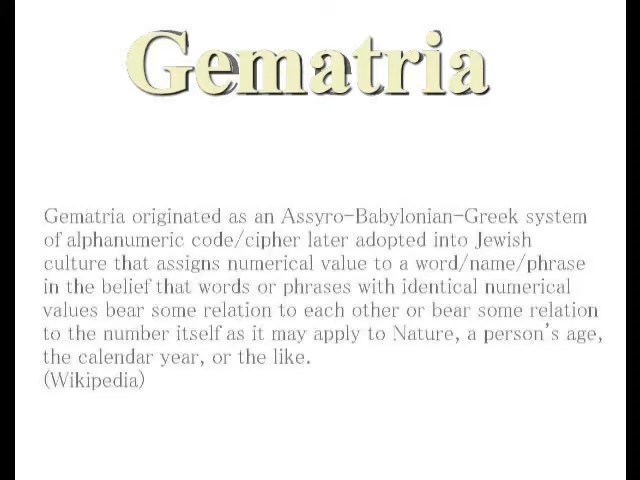 Gematria
Gematria originated as an Assyro-Babylonian-Greek system
of alphanumeric code/cipher later adopted into Jewish
culture that assigns numerical value to a word/name/phrase
in the belief that words or phrases with identical numerical
values bear some relation to each other or bear some relation
to the number itself as it may apply to Nature, a person's age,
the calendar year, or the like.
(Wikipedia)